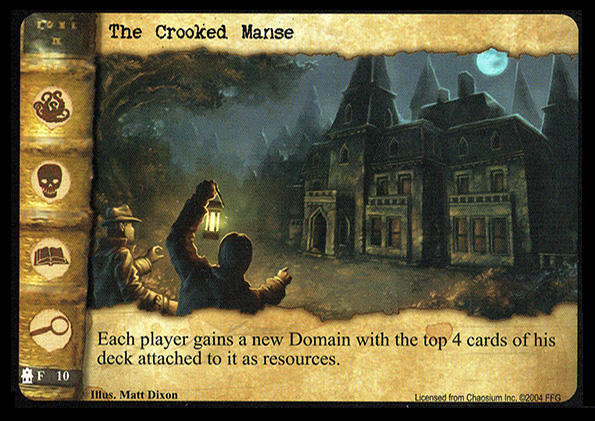 The Crooked Manse
Each player gains a new Domain with the top 4 cards of his
deck attached to it as resources.
F 10
Illus. Matt Dixon
Licensed from Chaosium Inc. ©2004 FFG